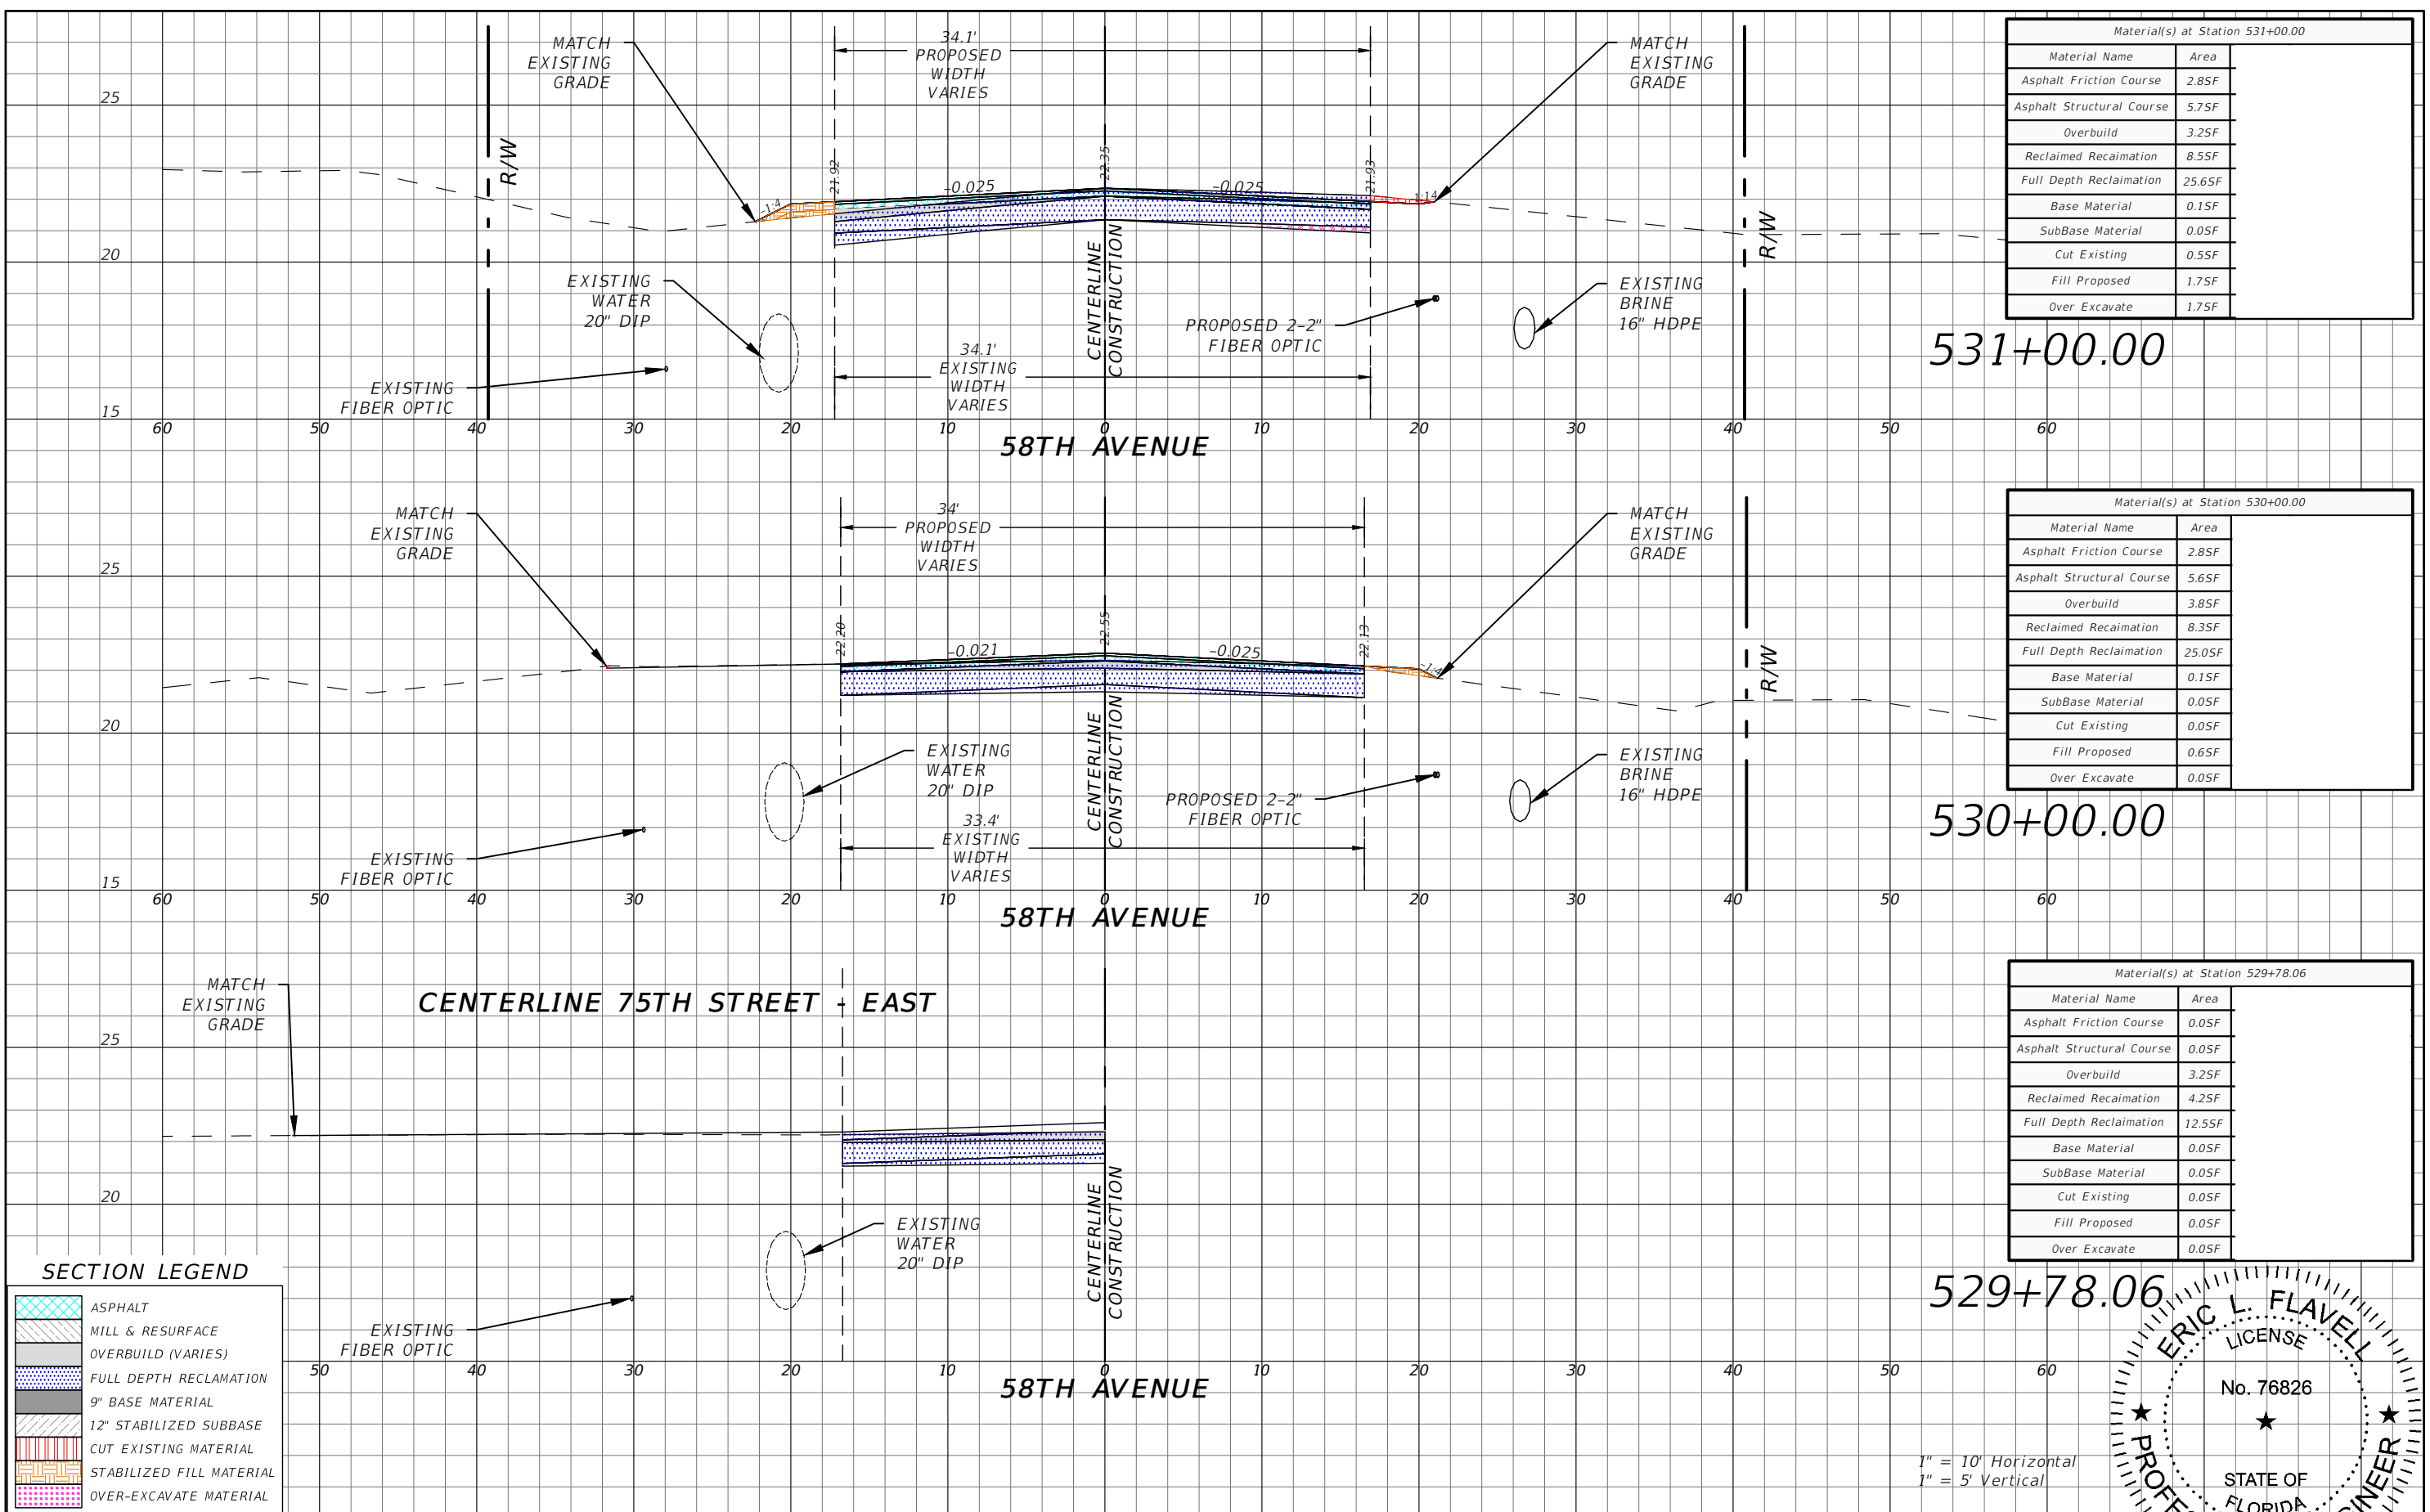 MATCH
EXISTING
GRADE
34.1'
PROPOSED
WIDTH
VARIES
MATCH
EXISTING
GRADE
25
20
15
R/W
-1:4
21.92
-0.025
22.35
-0.025
21.93
1:14
R/W
EXISTING
WATER
20" DIP
EXISTING
FIBER OPTIC
34.1'
EXISTING
WIDTH
VARIES
CENTERLINE
CONSTRUCTION
PROPOSED 2-2"
FIBER OPTIC
EXISTING
BRINE
16" HDPE
60 50 40 30 20 10 0 10 20 30 40 50 60
58TH AVENUE
531+00.00
Material(s) at Station 531+00.00
Material Name Area
Asphalt Friction Course 2.8SF
Asphalt Structural Course 5.7SF
Overbuild 3.2SF
Reclaimed Recaimation 8.5SF
Full Depth Reclaimation 25.6SF
Base Material 0.1SF
SubBase Material 0.0SF
Cut Existing 0.5SF
Fill Proposed 1.7SF
Over Excavate 1.7SF
MATCH
EXISTING
GRADE
34'
PROPOSED
WIDTH
VARIES
MATCH
EXISTING
GRADE
25
20
15
22.20
-0.021
22.55
-0.025
22.13
-1:4
R/W
EXISTING
WATER
20" DIP
EXISTING
FIBER OPTIC
33.4'
EXISTING
WIDTH
VARIES
CENTERLINE
CONSTRUCTION
PROPOSED 2-2"
FIBER OPTIC
EXISTING
BRINE
16" HDPE
60 50 40 30 20 10 0 10 20 30 40 50 60
58TH AVENUE
530+00.00
Material(s) at Station 530+00.00
Material Name Area
Asphalt Friction Course 2.8SF
Asphalt Structural Course 5.6SF
Overbuild 3.8SF
Reclaimed Recaimation 8.3SF
Full Depth Reclaimation 25.0SF
Base Material 0.1SF
SubBase Material 0.0SF
Cut Existing 0.0SF
Fill Proposed 0.6SF
Over Excavate 0.0SF
MATCH
EXISTING
GRADE
CENTERLINE 75TH STREET - EAST
25
20
EXISTING
WATER
20" DIP
EXISTING
FIBER OPTIC
CENTERLINE
CONSTRUCTION
50 40 30 20 10 0 10 20 30 40 50 60
58TH AVENUE
529+78.06
Material(s) at Station 529+78.06
Material Name Area
Asphalt Friction Course 0.0SF
Asphalt Structural Course 0.0SF
Overbuild 3.2SF
Reclaimed Recaimation 4.2SF
Full Depth Reclaimation 12.5SF
Base Material 0.0SF
SubBase Material 0.0SF
Cut Existing 0.0SF
Fill Proposed 0.0SF
Over Excavate 0.0SF
SECTION LEGEND
ASPHALT
MILL & RESURFACE
OVERBUILD (VARIES)
FULL DEPTH RECLAMATION
9" BASE MATERIAL
12" STABILIZED SUBBASE
CUT EXISTING MATERIAL
STABILIZED FILL MATERIAL
OVER-EXCAVATE MATERIAL
1" = 10' Horizontal
1" = 5' Vertical
ERIC L. FLAVELL
LICENSE
No. 76826
STATE OF
FLORIDA